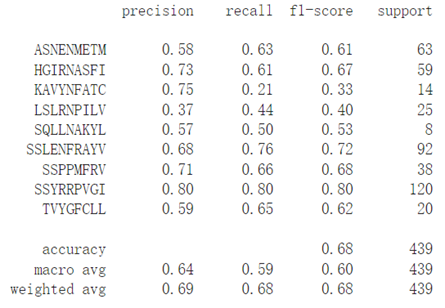 precision recall f1-score support
ASNENMETM 0.58 0.63 0.61 63
HGIRNASFI 0.73 0.61 0.67 59
KAVYNFATC 0.75 0.21 0.33 14
LSLRNPILV 0.37 0.44 0.40 25
SQLLNAKYL 0.57 0.50 0.53 8
SSLENFRAYV 0.68 0.76 0.72 92
SSPPMFRV 0.71 0.66 0.68 38
SSYRRPVGI 0.80 0.80 0.80 120
TVYGFCLL 0.59 0.65 0.62 20
accuracy 0.68 439
macro avg 0.64 0.59 0.60 439
weighted avg 0.69 0.68 0.68 439